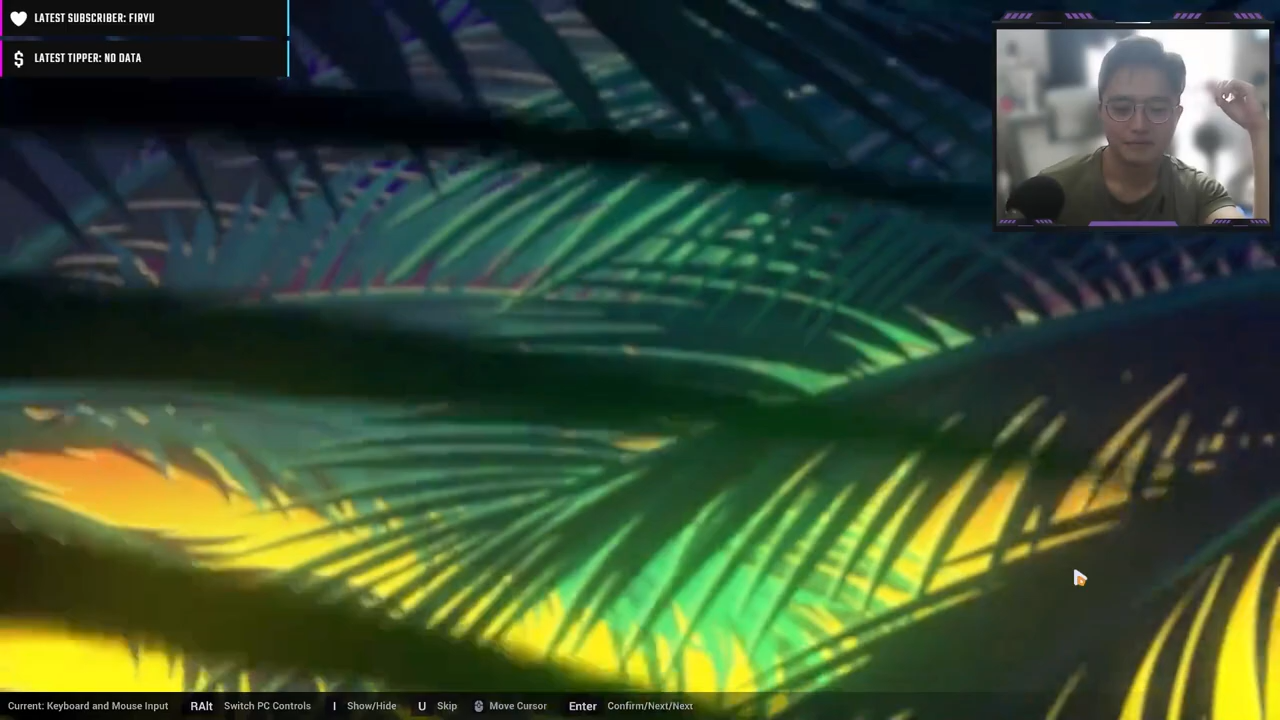 LATEST SUBSCRIBER: FIRYU
LATEST TIPPER: NO DATA
Current: Keyboard and Mouse Input RAlt Switch PC Controls I Show/Hide U Skip Move Cursor Enter Confirm/Next/Next